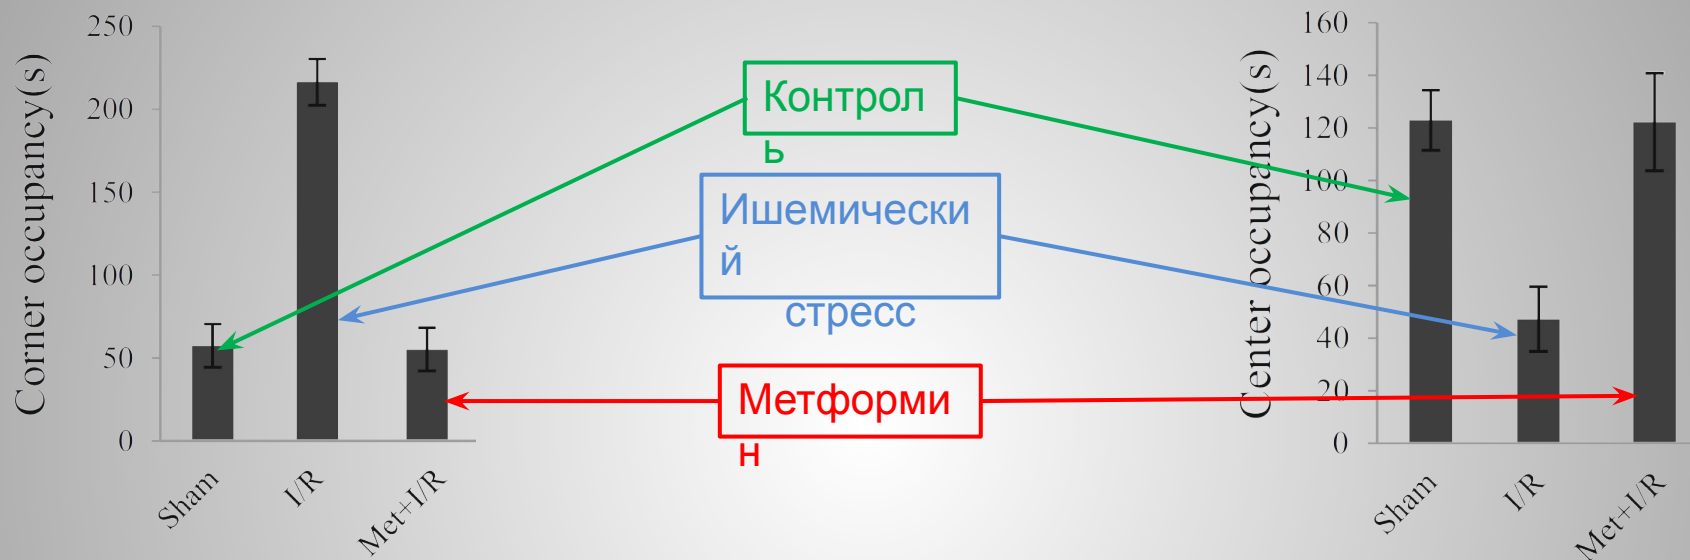 Corner occupancy(s)
250
200
150
100
50
0
Sham
I/R
Met+I/R
Контрол
ь
Ишемически
й
стресс
Метформи
н
Center occupancy(s)
160
140
120
100
80
60
40
20
0
Sham
I/R
Met+I/R